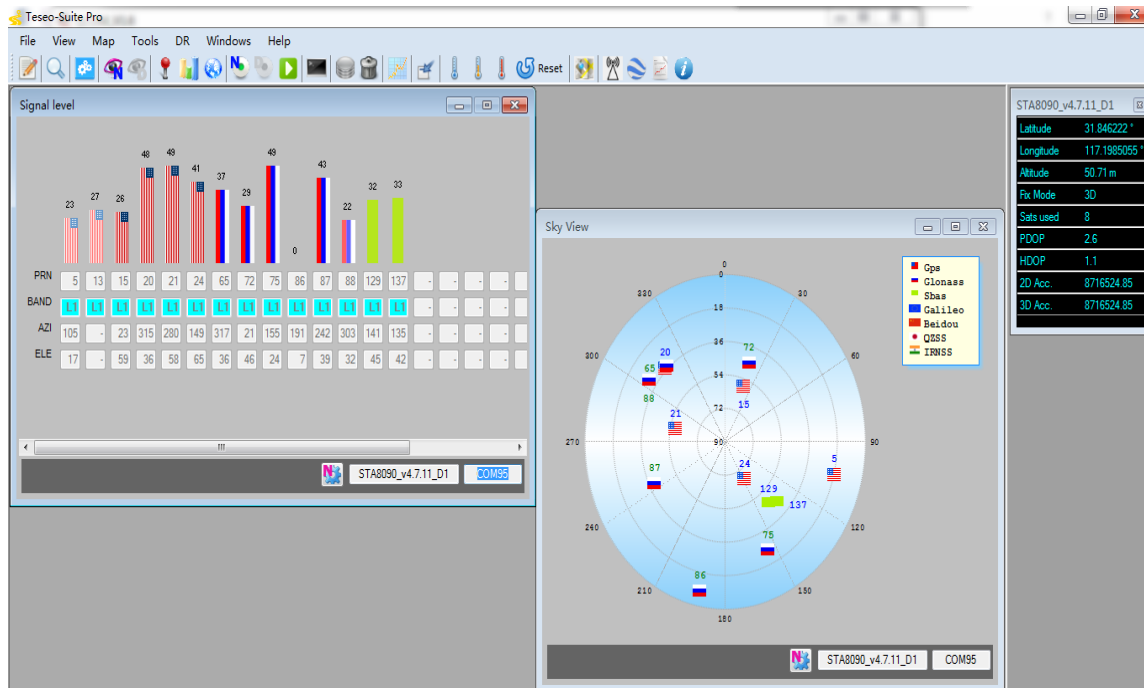 Teseo-Suite Pro
File View Map Tools DR Windows Help
Reset
Signal level
23 27 26 48 49 41 37 29 49 0 43 22 32 33
PRN 5 13 15 20 21 24 65 72 75 86 87 88 129 137 - - - -
BAND L1 L1 L1 L1 L1 L1 L1 L1 L1 L1 L1 L1 L1 L1 - - - -
AZI 105 - 23 315 280 149 317 21 155 191 242 303 141 135 - - - -
ELE 17 - 59 36 58 65 36 46 24 7 39 32 45 42 - - - -
STA8090_v4.7.11_D1 COM95
Sky View
0
0
330 30
18
300 36 60
20 72
65 54
88 15
72
21
270 90 90
24 5
87
129
137
240 120
75
86
210 150
180
Gps
Glonass
Sbas
Galileo
Beidou
QZSS
IRNSS
STA8090_v4.7.11_D1 COM95
STA8090_v4.7.11_D1
Latitude 31.846222 °
Longitude 117.1985055 °
Altitude 50.71 m
Fix Mode 3D
Sats used 8
PDOP 2.6
HDOP 1.1
2D Acc. 8716524.85
3D Acc. 8716524.85